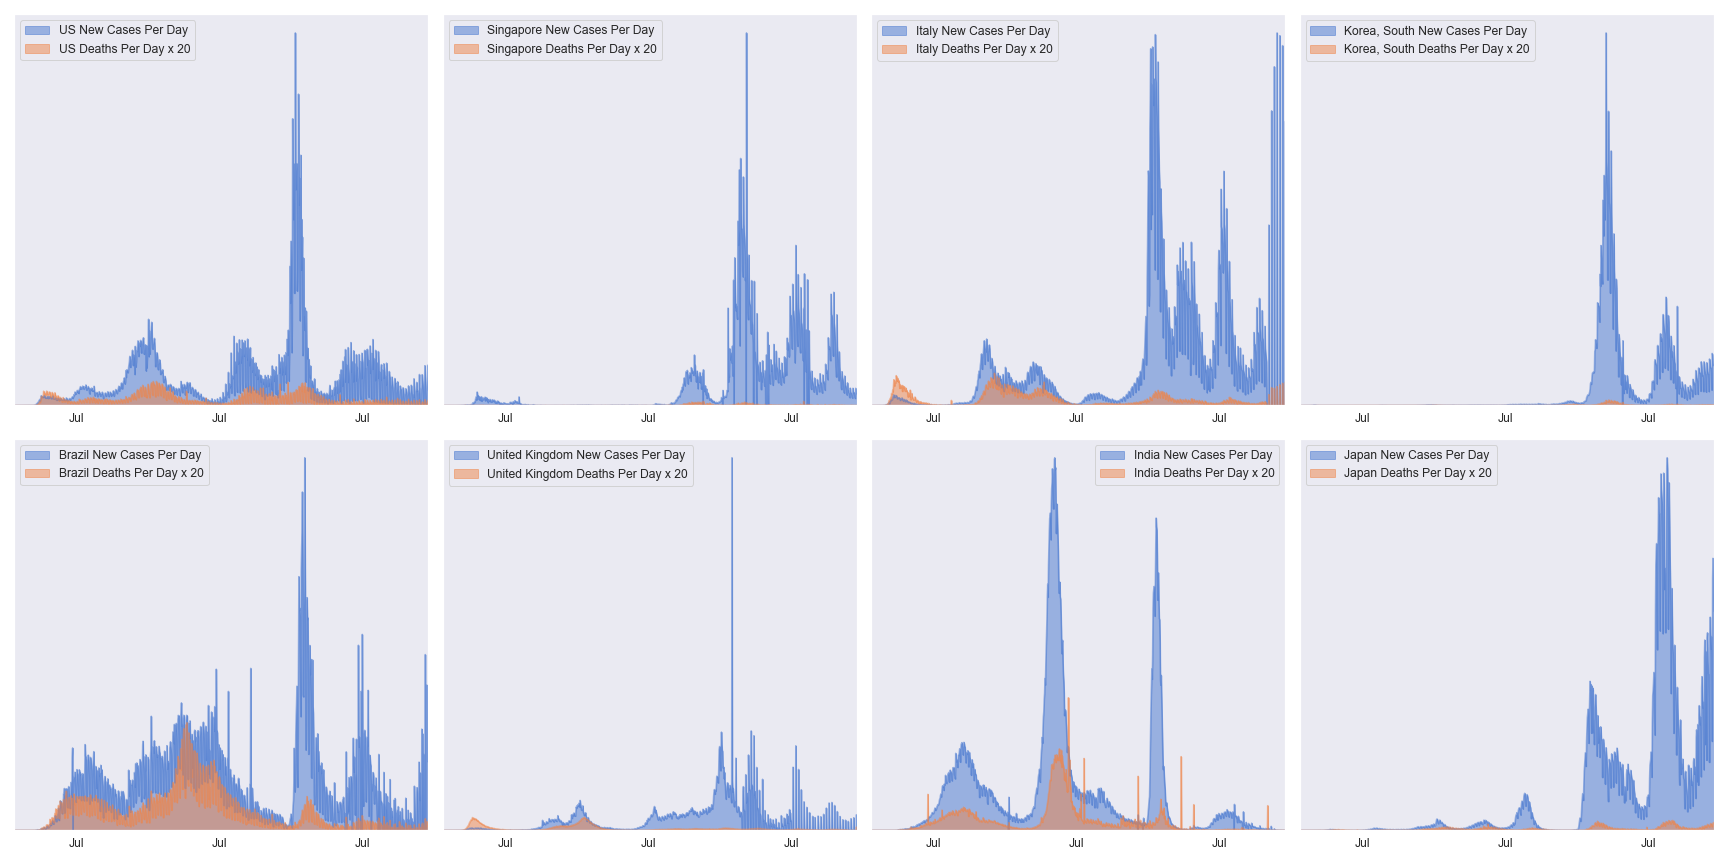 US New Cases Per Day
US Deaths Per Day x 20
Singapore New Cases Per Day
Singapore Deaths Per Day x 20
Italy New Cases Per Day
Italy Deaths Per Day x 20
Korea, South New Cases Per Day
Korea, South Deaths Per Day x 20
Jul Jul Jul
Jul Jul Jul
Jul Jul Jul
Jul Jul Jul
Brazil New Cases Per Day
Brazil Deaths Per Day x 20
United Kingdom New Cases Per Day
United Kingdom Deaths Per Day x 20
India New Cases Per Day
India Deaths Per Day x 20
Japan New Cases Per Day
Japan Deaths Per Day x 20
Jul Jul Jul
Jul Jul Jul
Jul Jul Jul
Jul Jul Jul